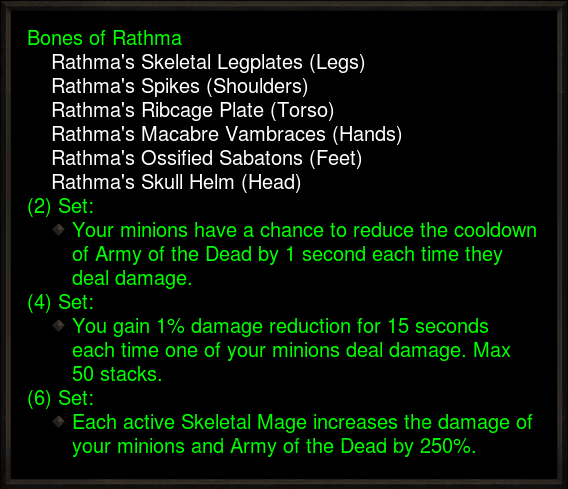 Bones of Rathma
Rathma's Skeletal Legplates (Legs)
Rathma's Spikes (Shoulders)
Rathma's Ribcage Plate (Torso)
Rathma's Macabre Vambraces (Hands)
Rathma's Ossified Sabatons (Feet)
Rathma's Skull Helm (Head)
(2) Set:
Your minions have a chance to reduce the cooldown
of Army of the Dead by 1 second each time they
deal damage.
(4) Set:
You gain 1% damage reduction for 15 seconds
each time one of your minions deal damage. Max
50 stacks.
(6) Set:
Each active Skeletal Mage increases the damage of
your minions and Army of the Dead by 250%.